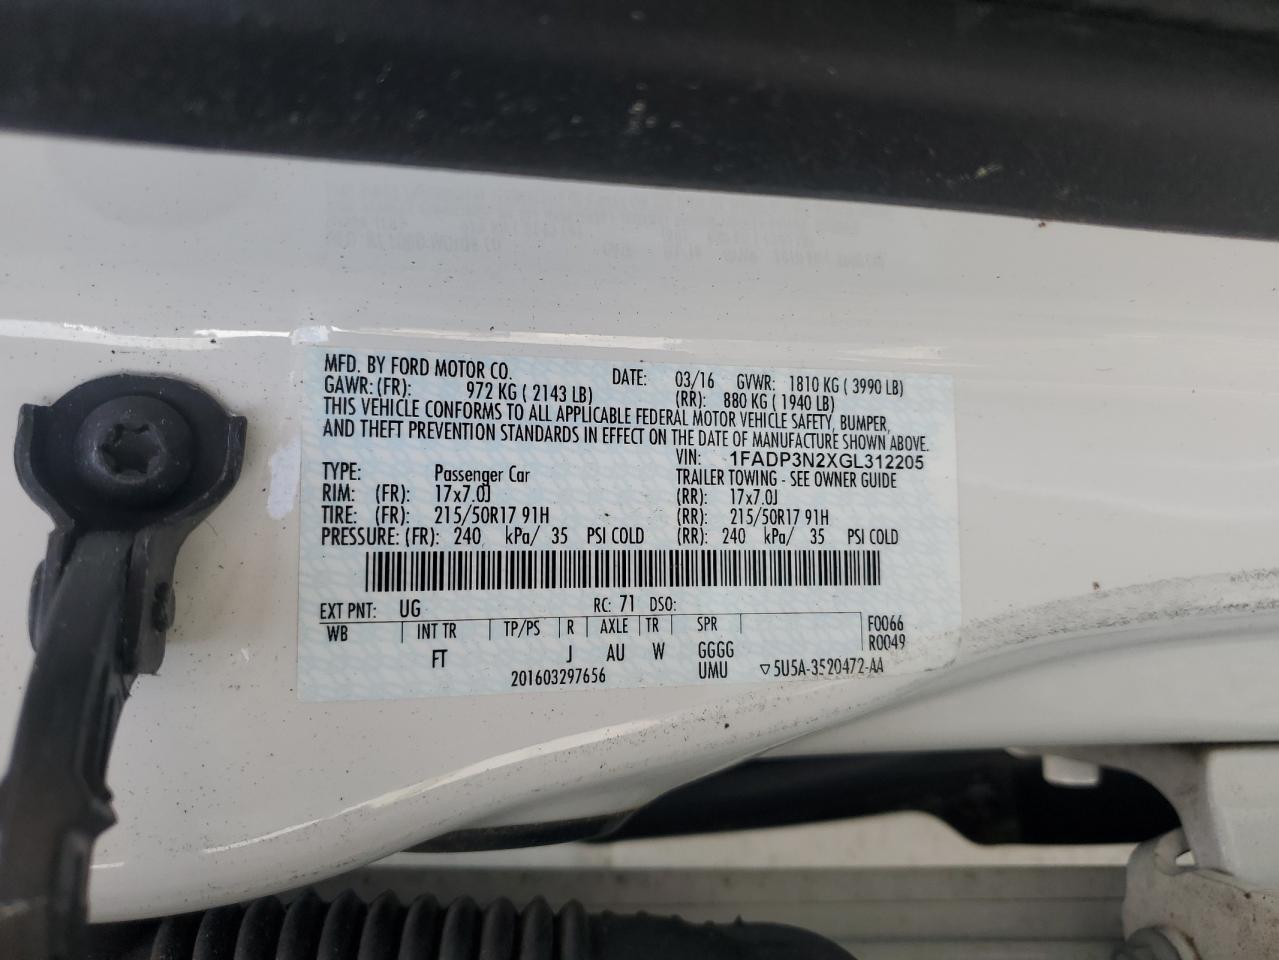 MFD. BY FORD MOTOR CO. DATE: 03/16 GVWR: 1810 KG ( 3990 LB)
GAWR: (FR): 972 KG ( 2143 LB) (RR): 880 KG ( 1940 LB)
THIS VEHICLE CONFORMS TO ALL APPLICABLE FEDERAL MOTOR VEHICLE SAFETY, BUMPER,
AND THEFT PREVENTION STANDARDS IN EFFECT ON THE DATE OF MANUFACTURE SHOWN ABOVE.
VIN: 1FADP3N2XGL312205
TYPE: Passenger Car TRAILER TOWING - SEE OWNER GUIDE
RIM: (FR): 17x7.0J (RR): 17x7.0J
TIRE: (FR): 215/50R17 91H (RR): 215/50R17 91H
PRESSURE: (FR): 240 kPa/ 35 PSI COLD (RR): 240 kPa/ 35 PSI COLD
EXT PNT: UG RC: 71 DSO:
WB INT TR TP/PS R AXLE TR SPR F0066
FT J AU W GGGG R0049
201603297656 UMU ▽5U5A-3520472-AA